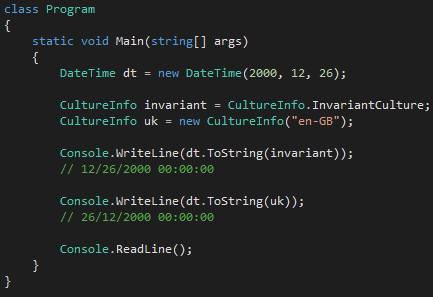 class Program
{
    static void Main(string[] args)
    {
        DateTime dt = new DateTime(2000, 12, 26);

        CultureInfo invariant = CultureInfo.InvariantCulture;
        CultureInfo uk = new CultureInfo("en-GB");

        Console.WriteLine(dt.ToString(invariant));
        // 12/26/2000 00:00:00

        Console.WriteLine(dt.ToString(uk));
        // 26/12/2000 00:00:00

        Console.ReadLine();
    }
}